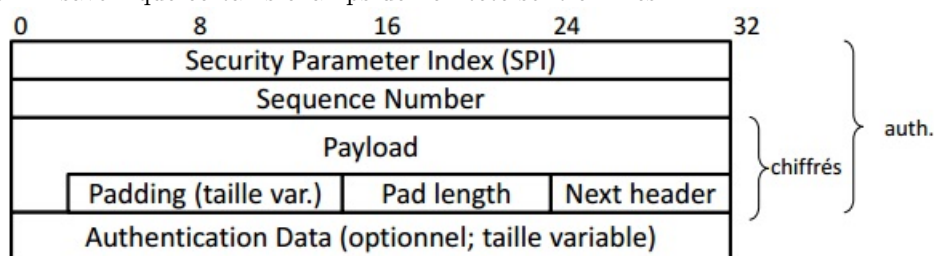 0 8 16 24 32
Security Parameter Index (SPI)
Sequence Number
auth.
Payload
chiffrés
Padding (taille var.) Pad length Next header
Authentication Data (optionnel; taille variable)